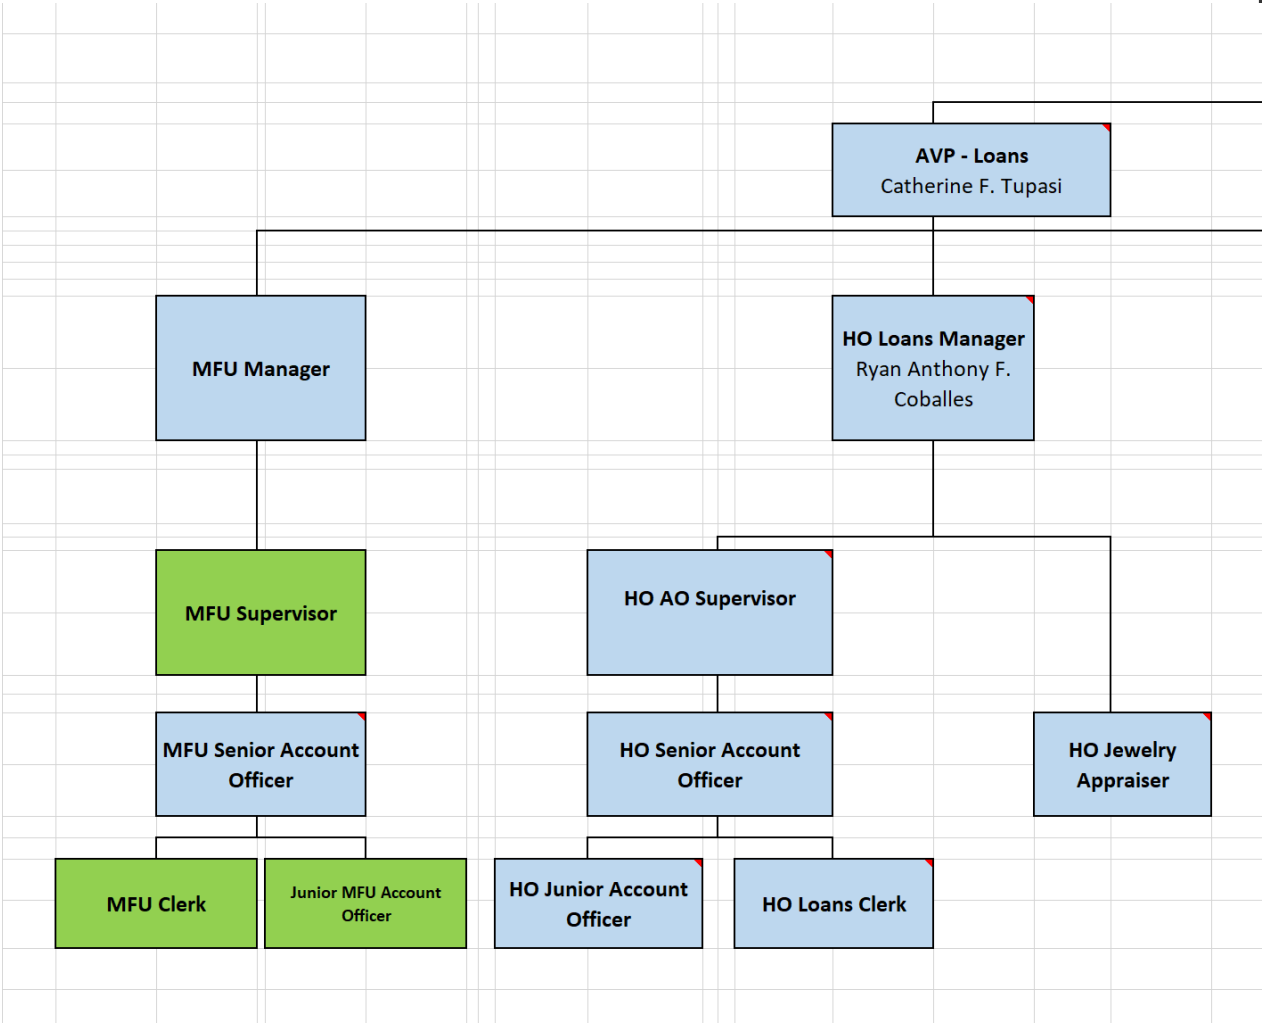 AVP - Loans
Catherine F. Tupasi
MFU Manager
HO Loans Manager
Ryan Anthony F.
Coballes
MFU Supervisor
HO AO Supervisor
MFU Senior Account
Officer
HO Senior Account
Officer
HO Jewelry
Appraiser
MFU Clerk
Junior MFU Account
Officer
HO Junior Account
Officer
HO Loans Clerk